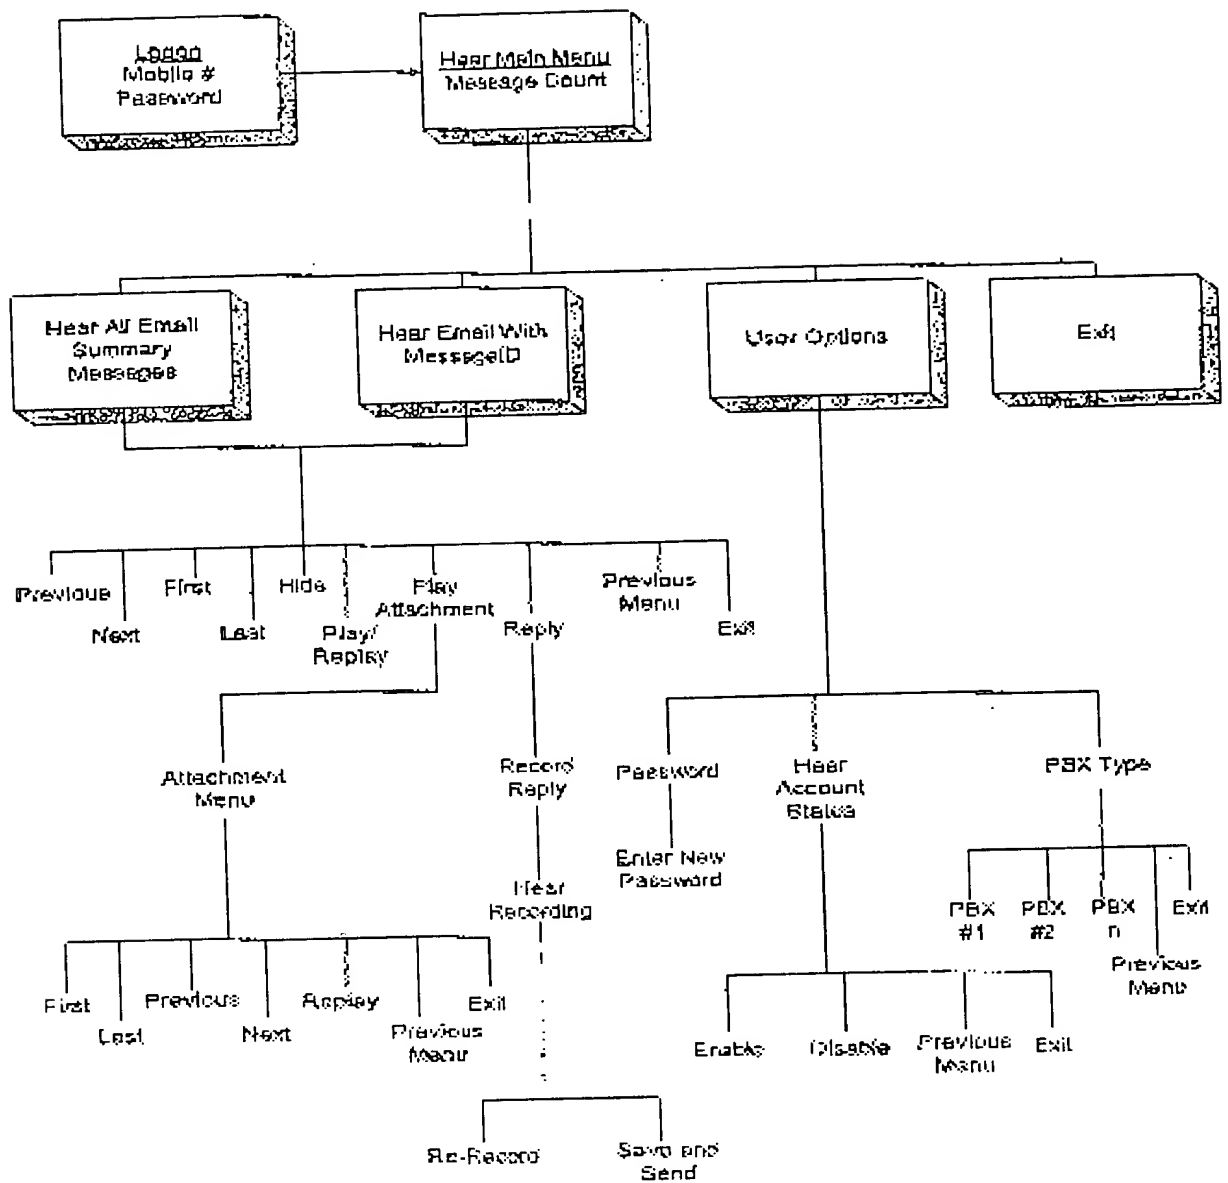 Logon
Mobile #
Password
Hear Main Menu
Message Count
Hear All Email
Summary
Messages
Hear Email With
MessageID
User Options
Exit
Previous
Next
First
Last
Hide
Play/
Replay
Play
Attachment
Reply
Previous
Menu
Exit
Attachment
Menu
Record
Reply
Hear
Recording
Password
Enter New
Password
Hear
Account
Status
PBX Type
PBX
#1
PBX
#2
PBX
n
Previous
Menu
Exit
First
Last
Previous
Next
Replay
Previous
Menu
Exit
Enable
Disable
Previous
Menu
Exit
Re-Record
Save and
Send